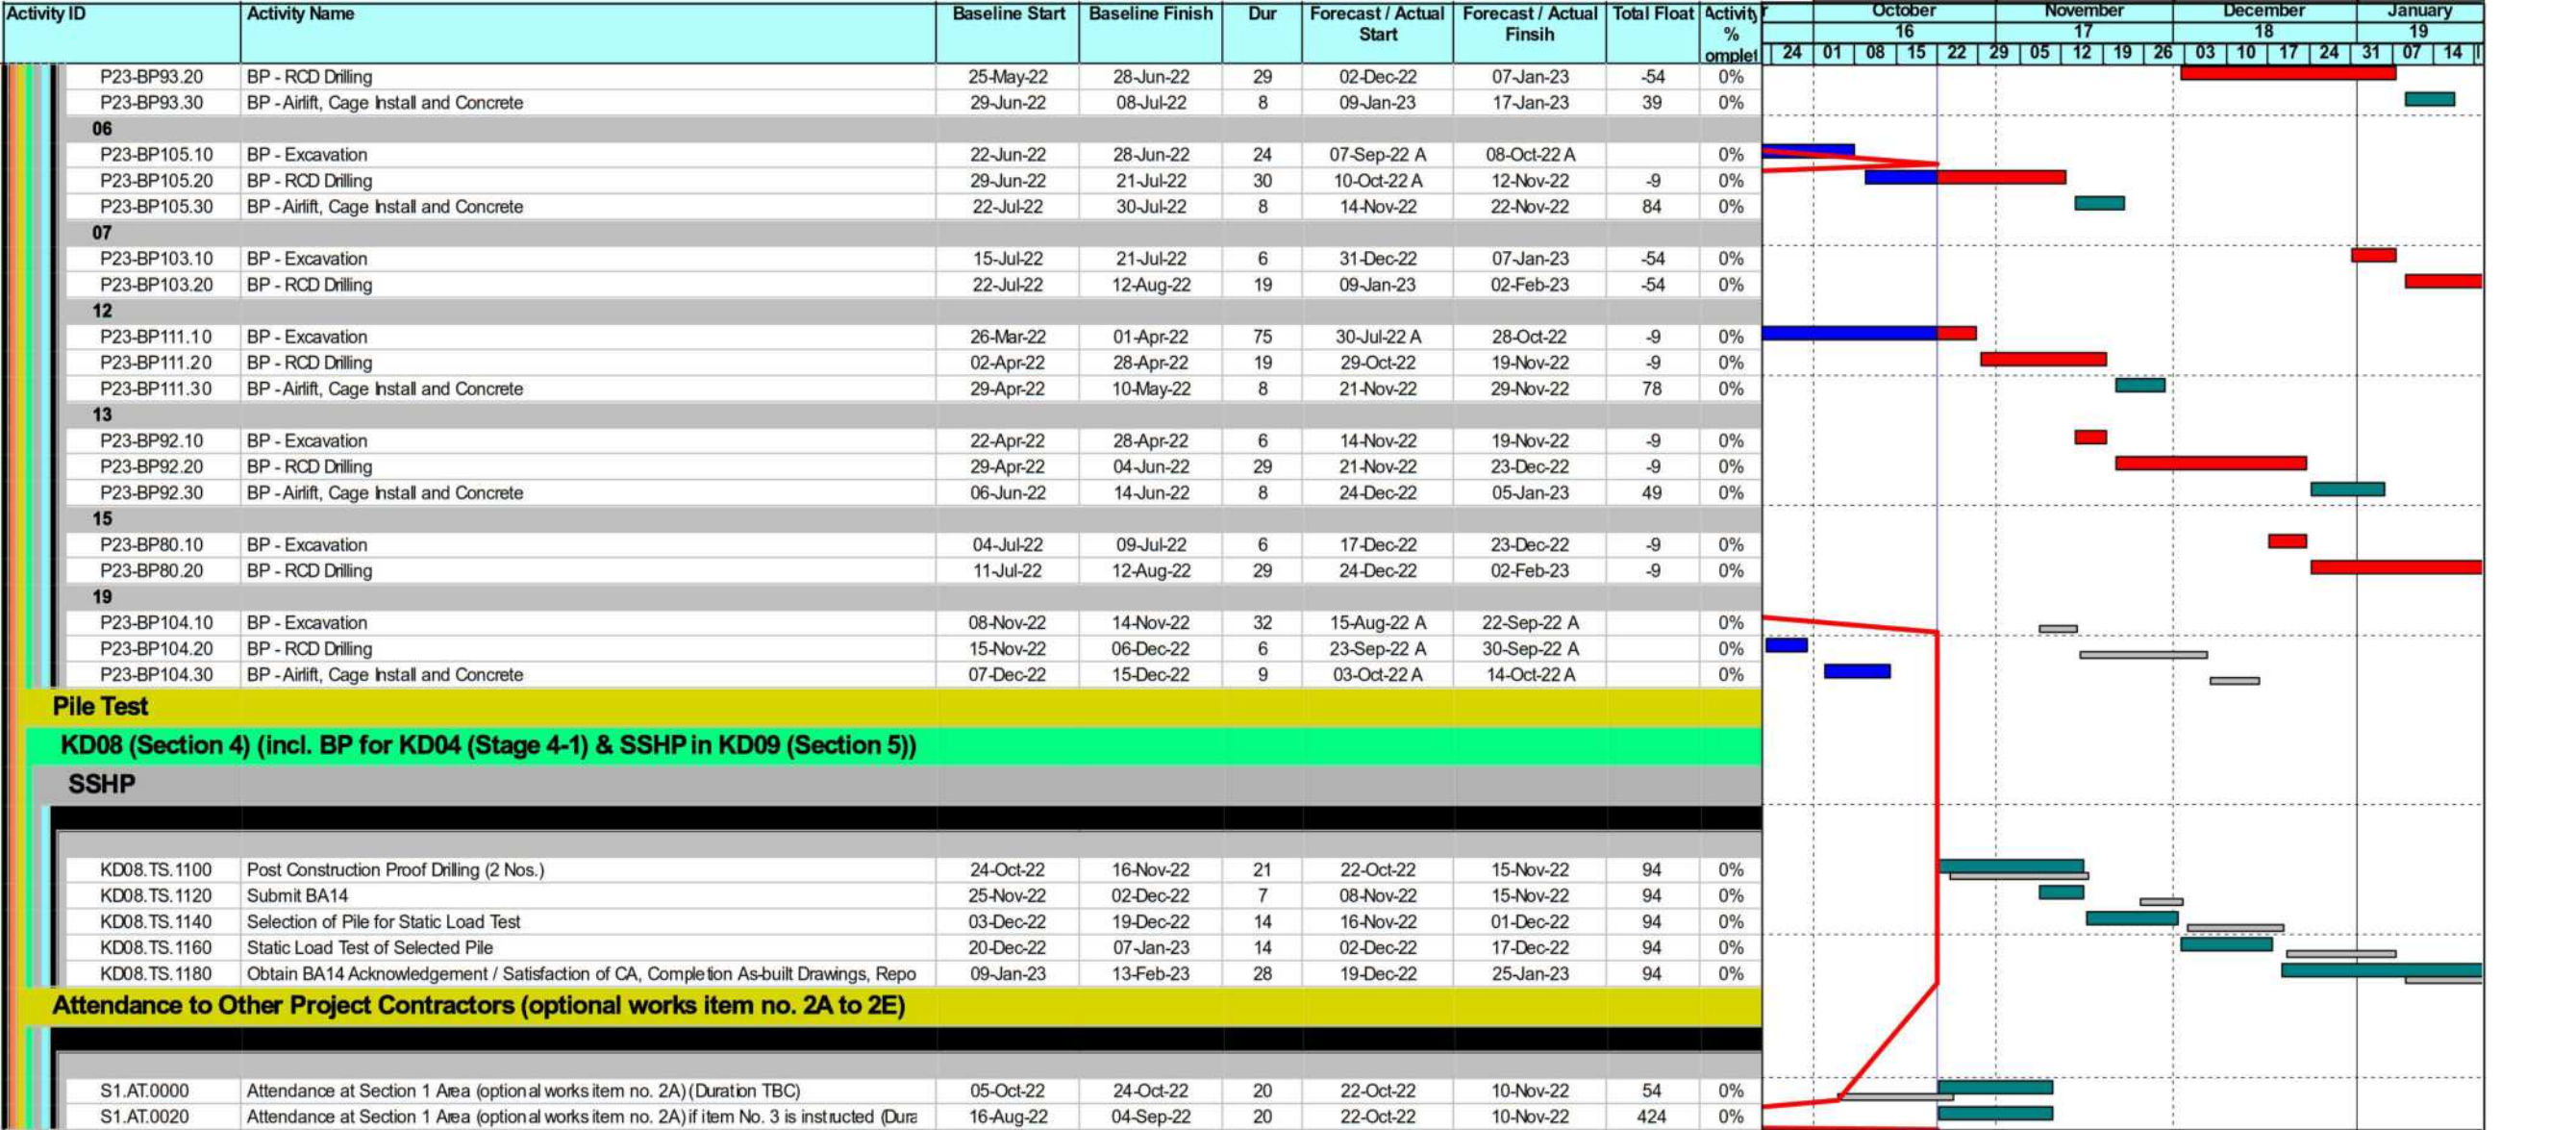 Activity ID Activity Name Baseline Start Baseline Finish Dur Forecast / Actual Start Forecast / Actual Finsih Total Float Activity % omplet r October November December January
16 17 18 19
24 01 08 15 22 29 05 12 19 26 03 10 17 24 31 07 14
P23-BP93.20 BP - RCD Drilling 25-May-22 28-Jun-22 29 02-Dec-22 07-Jan-23 -54 0%
P23-BP93.30 BP - Airlift, Cage Install and Concrete 29-Jun-22 08-Jul-22 8 09-Jan-23 17-Jan-23 39 0%
06
P23-BP105.10 BP - Excavation 22-Jun-22 28-Jun-22 24 07-Sep-22 A 08-Oct-22 A 0%
P23-BP105.20 BP - RCD Drilling 29-Jun-22 21-Jul-22 30 10-Oct-22 A 12-Nov-22 -9 0%
P23-BP105.30 BP - Airlift, Cage Install and Concrete 22-Jul-22 30-Jul-22 8 14-Nov-22 22-Nov-22 84 0%
07
P23-BP103.10 BP - Excavation 15-Jul-22 21-Jul-22 6 31-Dec-22 07-Jan-23 -54 0%
P23-BP103.20 BP - RCD Drilling 22-Jul-22 12-Aug-22 19 09-Jan-23 02-Feb-23 -54 0%
12
P23-BP111.10 BP - Excavation 26-Mar-22 01-Apr-22 75 30-Jul-22 A 28-Oct-22 -9 0%
P23-BP111.20 BP - RCD Drilling 02-Apr-22 28-Apr-22 19 29-Oct-22 19-Nov-22 -9 0%
P23-BP111.30 BP - Airlift, Cage Install and Concrete 29-Apr-22 10-May-22 8 21-Nov-22 29-Nov-22 78 0%
13
P23-BP92.10 BP - Excavation 22-Apr-22 28-Apr-22 6 14-Nov-22 19-Nov-22 -9 0%
P23-BP92.20 BP - RCD Drilling 29-Apr-22 04-Jun-22 29 21-Nov-22 23-Dec-22 -9 0%
P23-BP92.30 BP - Airlift, Cage Install and Concrete 06-Jun-22 14-Jun-22 8 24-Dec-22 05-Jan-23 49 0%
15
P23-BP80.10 BP - Excavation 04-Jul-22 09-Jul-22 6 17-Dec-22 23-Dec-22 -9 0%
P23-BP80.20 BP - RCD Drilling 11-Jul-22 12-Aug-22 29 24-Dec-22 02-Feb-23 -9 0%
19
P23-BP104.10 BP - Excavation 08-Nov-22 14-Nov-22 32 15-Aug-22 A 22-Sep-22 A 0%
P23-BP104.20 BP - RCD Drilling 15-Nov-22 06-Dec-22 6 23-Sep-22 A 30-Sep-22 A 0%
P23-BP104.30 BP - Airlift, Cage Install and Concrete 07-Dec-22 15-Dec-22 9 03-Oct-22 A 14-Oct-22 A 0%
Pile Test
KD08 (Section 4) (incl. BP for KD04 (Stage 4-1) & SSHP in KD09 (Section 5))
SSHP
KD08.TS.1100 Post Construction Proof Drilling (2 Nos.) 24-Oct-22 16-Nov-22 21 22-Oct-22 15-Nov-22 94 0%
KD08.TS.1120 Submit BA14 25-Nov-22 02-Dec-22 7 08-Nov-22 15-Nov-22 94 0%
KD08.TS.1140 Selection of Pile for Static Load Test 03-Dec-22 19-Dec-22 14 16-Nov-22 01-Dec-22 94 0%
KD08.TS.1160 Static Load Test of Selected Pile 20-Dec-22 07-Jan-23 14 02-Dec-22 17-Dec-22 94 0%
KD08.TS.1180 Obtain BA14 Acknowledgement / Satisfaction of CA, Completion As-built Drawings, Repo 09-Jan-23 13-Feb-23 28 19-Dec-22 25-Jan-23 94 0%
Attendance to Other Project Contractors (optional works item no. 2A to 2E)
S1.AT.0000 Attendance at Section 1 Area (optional works item no. 2A) (Duration TBC) 05-Oct-22 24-Oct-22 20 22-Oct-22 10-Nov-22 54 0%
S1.AT.0020 Attendance at Section 1 Area (optional works item no. 2A) if item No. 3 is instructed (Dura 16-Aug-22 04-Sep-22 20 22-Oct-22 10-Nov-22 424 0%